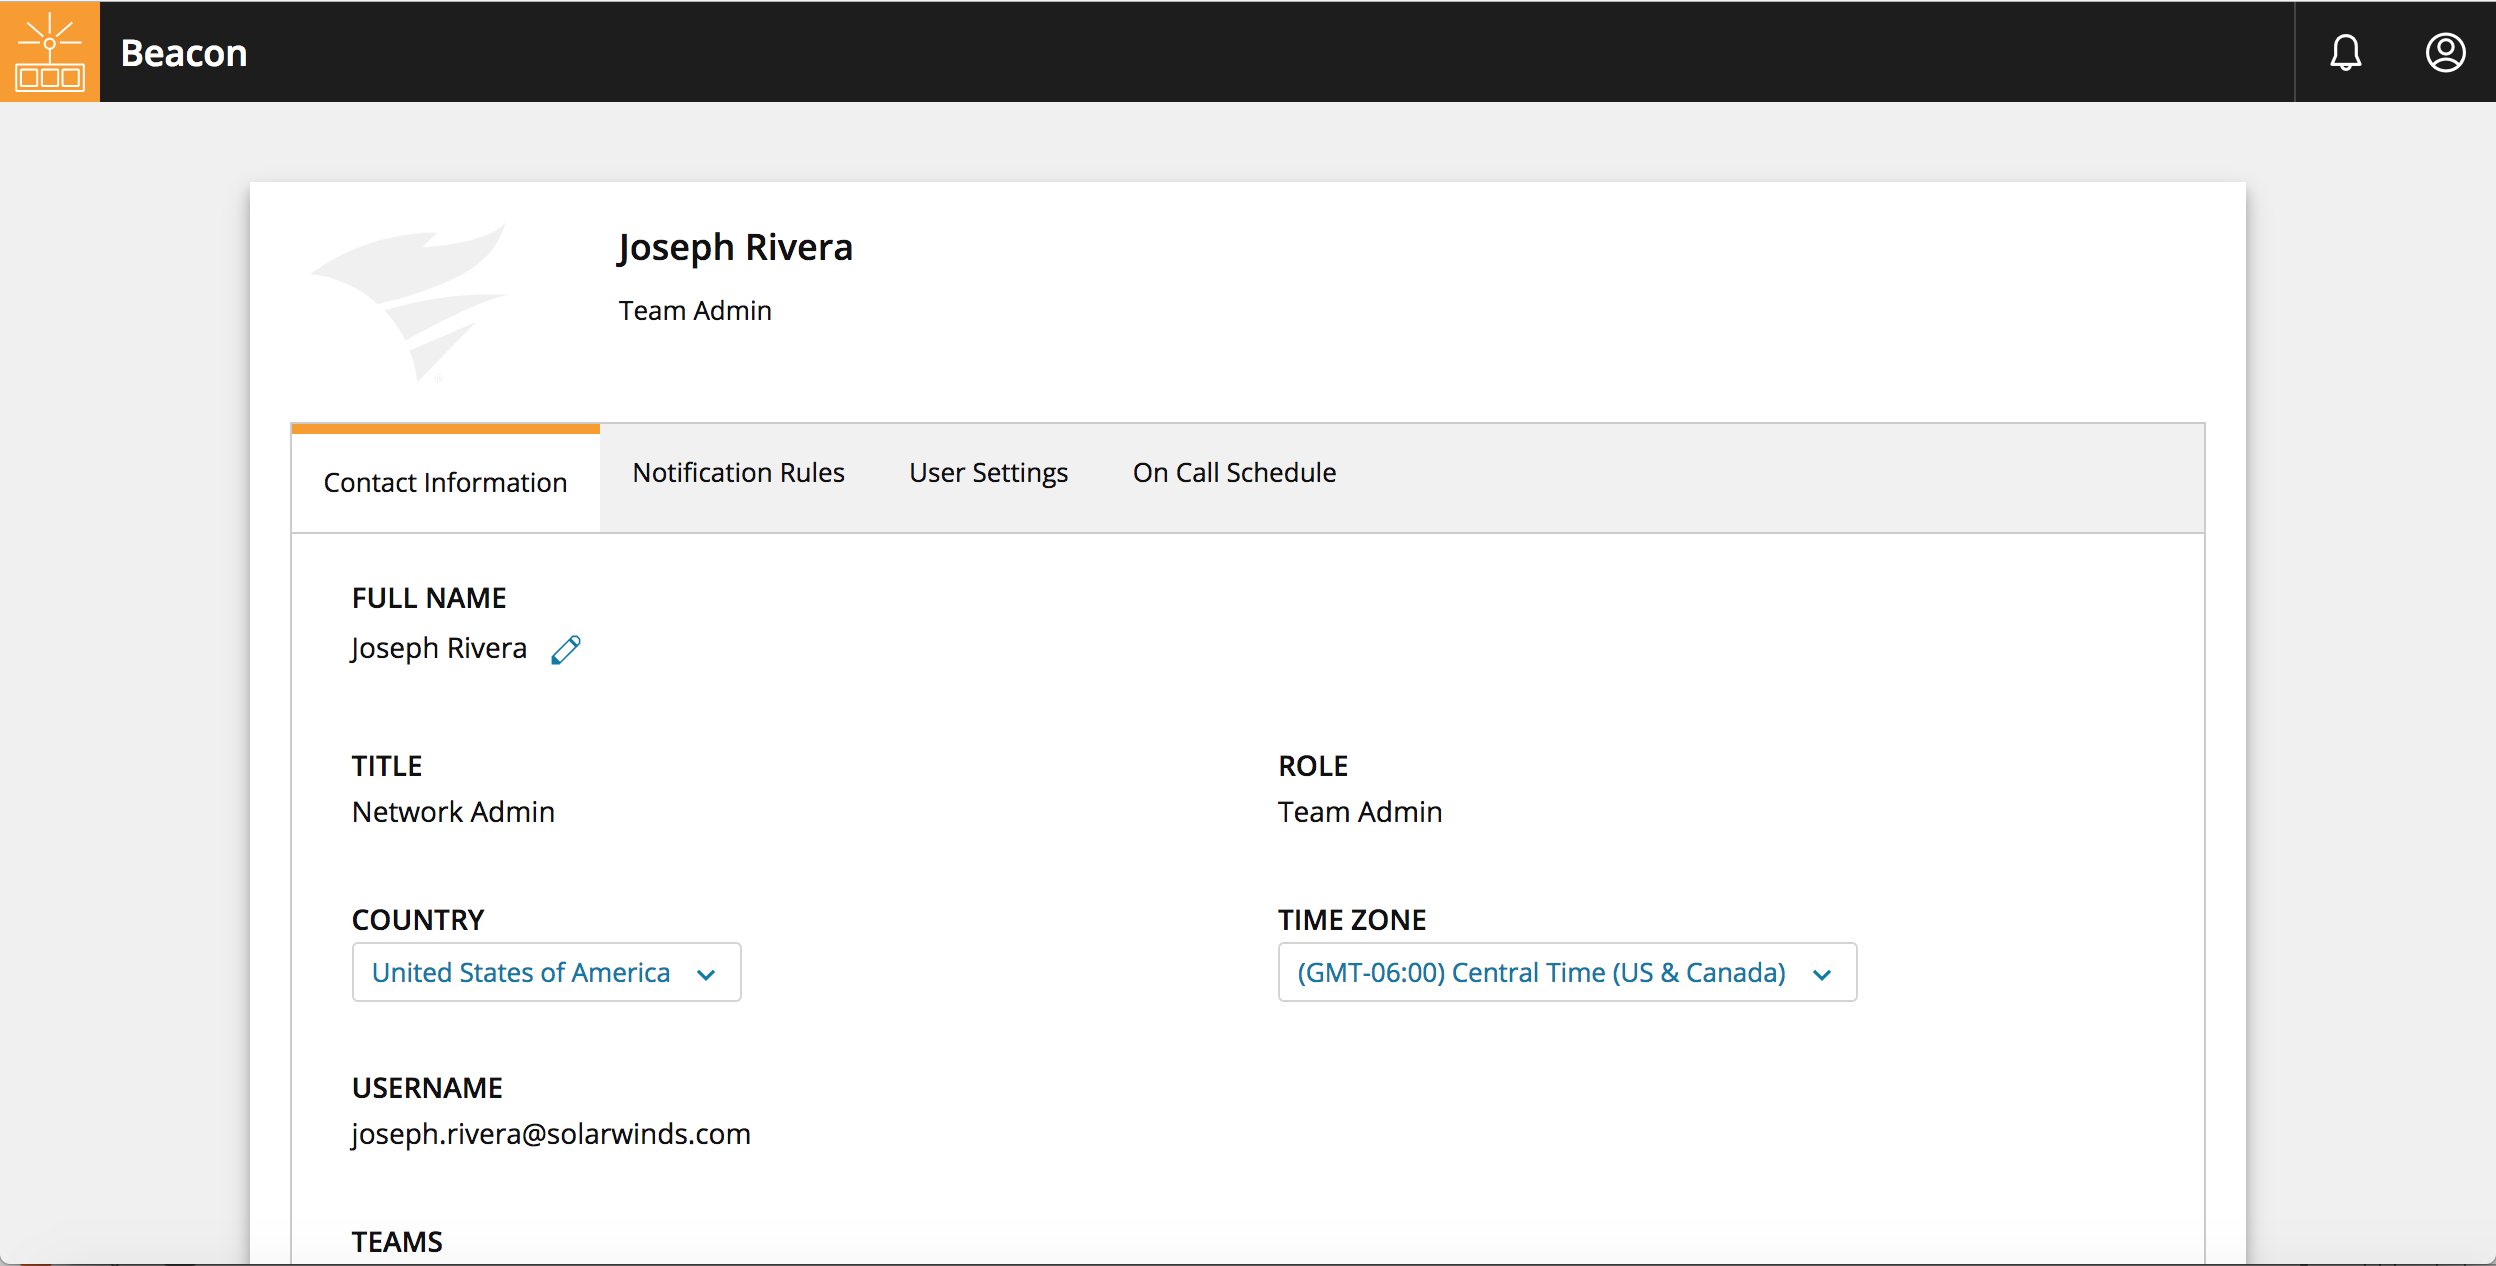 Beacon
Joseph Rivera
Team Admin
Contact Information
Notification Rules
User Settings
On Call Schedule
FULL NAME
Joseph Rivera
TITLE
Network Admin
ROLE
Team Admin
COUNTRY
United States of America
TIME ZONE
(GMT-06:00) Central Time (US & Canada)
USERNAME
joseph.rivera@solarwinds.com
TEAMS